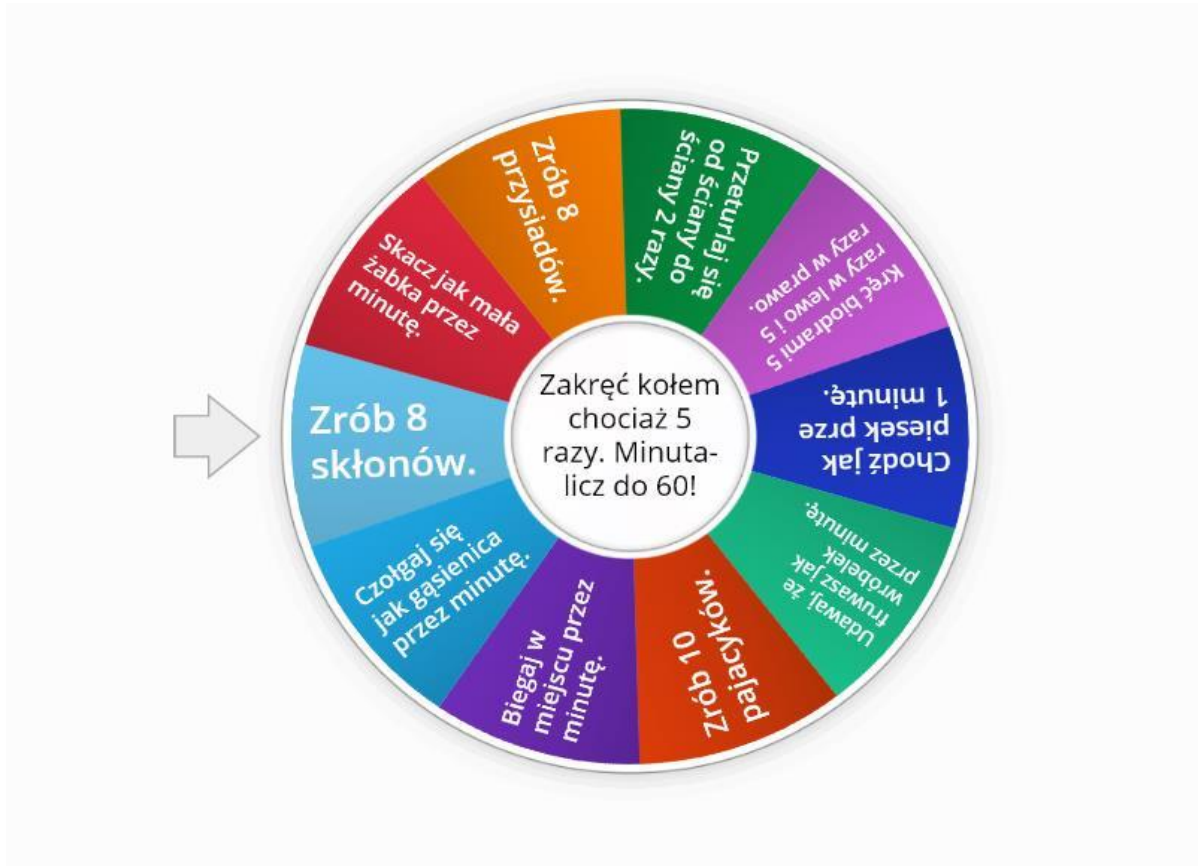 Zrób 8
skłonów.
Skacz jak mała
żabka przez
minutę.
Zrób 8
przysiadów.
Przeturlaj się
od ściany do
ściany 2 razy.
Kręć biodrami 5
razy w lewo i 5
razy w prawo.
Chodź jak
piesek prze
1 minutę.
Udawaj, że
fruwasz jak
wróbelek
przez minutę.
Zrób 10
pajacyków.
Biegaj w
miejscu przez
minutę.
Czołgaj się
jak gąsienica
przez minutę.
Zakręć kołem
chociaż 5
razy. Minuta-
licz do 60!